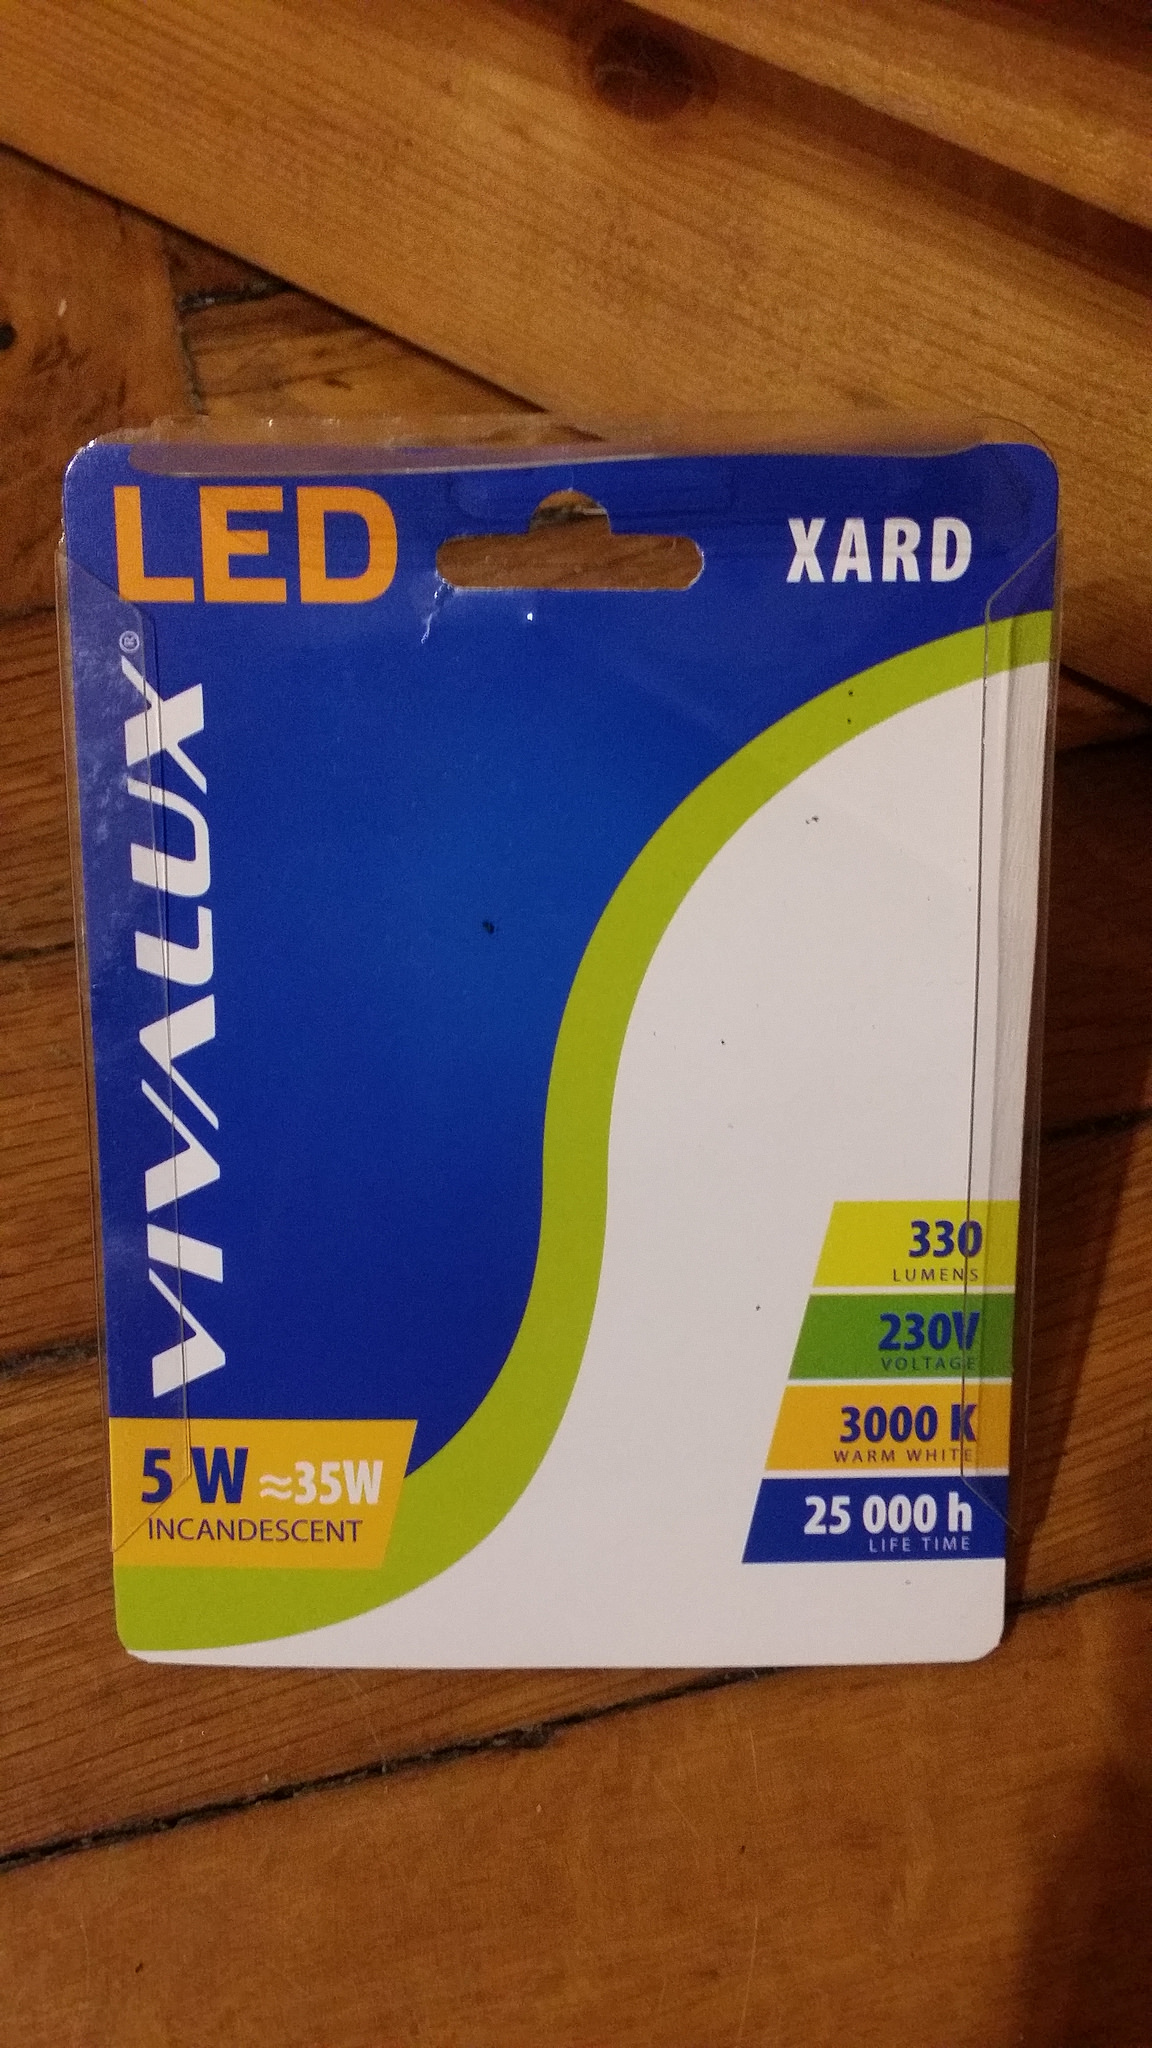 LED
XARD
VIVALUX®
330
LUMENS
230V
VOLTAGE
3000 K
WARM WHITE
25 000 h
LIFE TIME
5 W ≈35W
INCANDESCENT